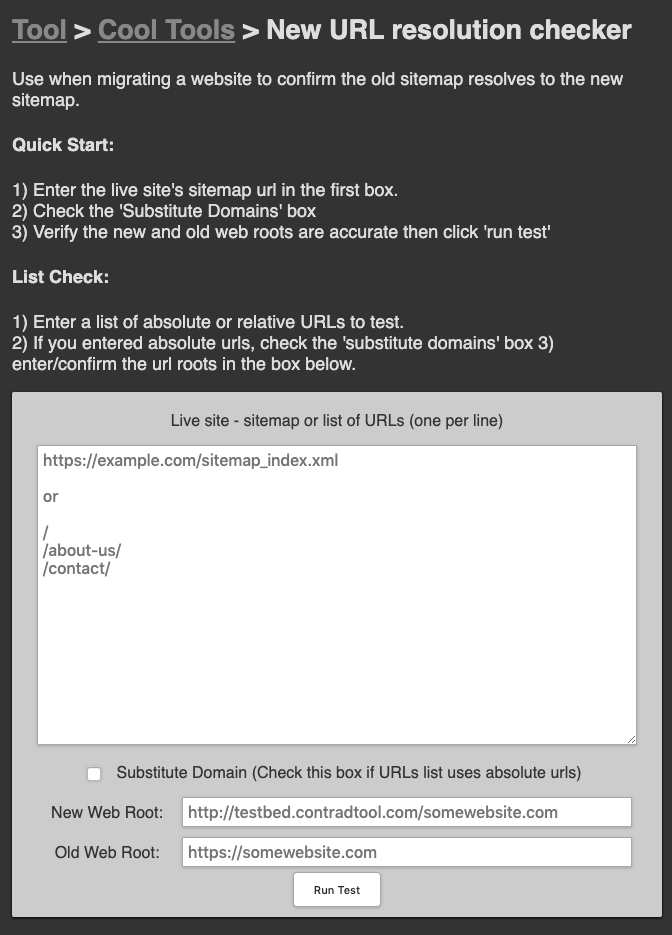 Tool > Cool Tools > New URL resolution checker
Use when migrating a website to confirm the old sitemap resolves to the new
sitemap.
Quick Start:
1) Enter the live site's sitemap url in the first box.
2) Check the 'Substitute Domains' box
3) Verify the new and old web roots are accurate then click 'run test'
List Check:
1) Enter a list of absolute or relative URLs to test.
2) If you entered absolute urls, check the 'substitute domains' box 3)
enter/confirm the url roots in the box below.
Live site - sitemap or list of URLs (one per line)
https://example.com/sitemap_index.xml
or
/
/about-us/
/contact/
Substitute Domain (Check this box if URLs list uses absolute urls)
New Web Root: http://testbed.contradtool.com/somewebsite.com
Old Web Root: https://somewebsite.com
Run Test